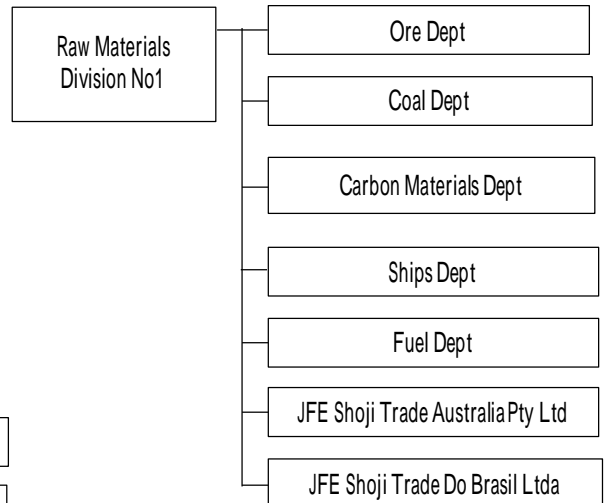 Raw Materials
Division No1
Ore Dept
Coal Dept
Carbon Materials Dept
Ships Dept
Fuel Dept
JFE Shoji Trade Australia Pty Ltd
JFE Shoji Trade Do Brasil Ltda